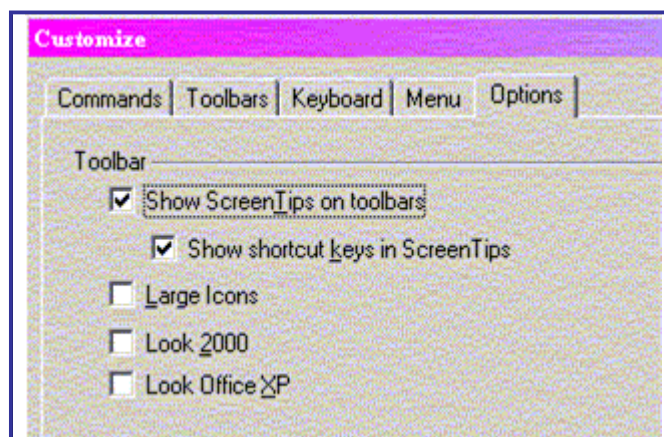 Customize
Commands Toolbars Keyboard Menu Options
Toolbar
Show ScreenTips on toolbars
Show shortcut keys in ScreenTips
Large Icons
Look 2000
Look Office XP